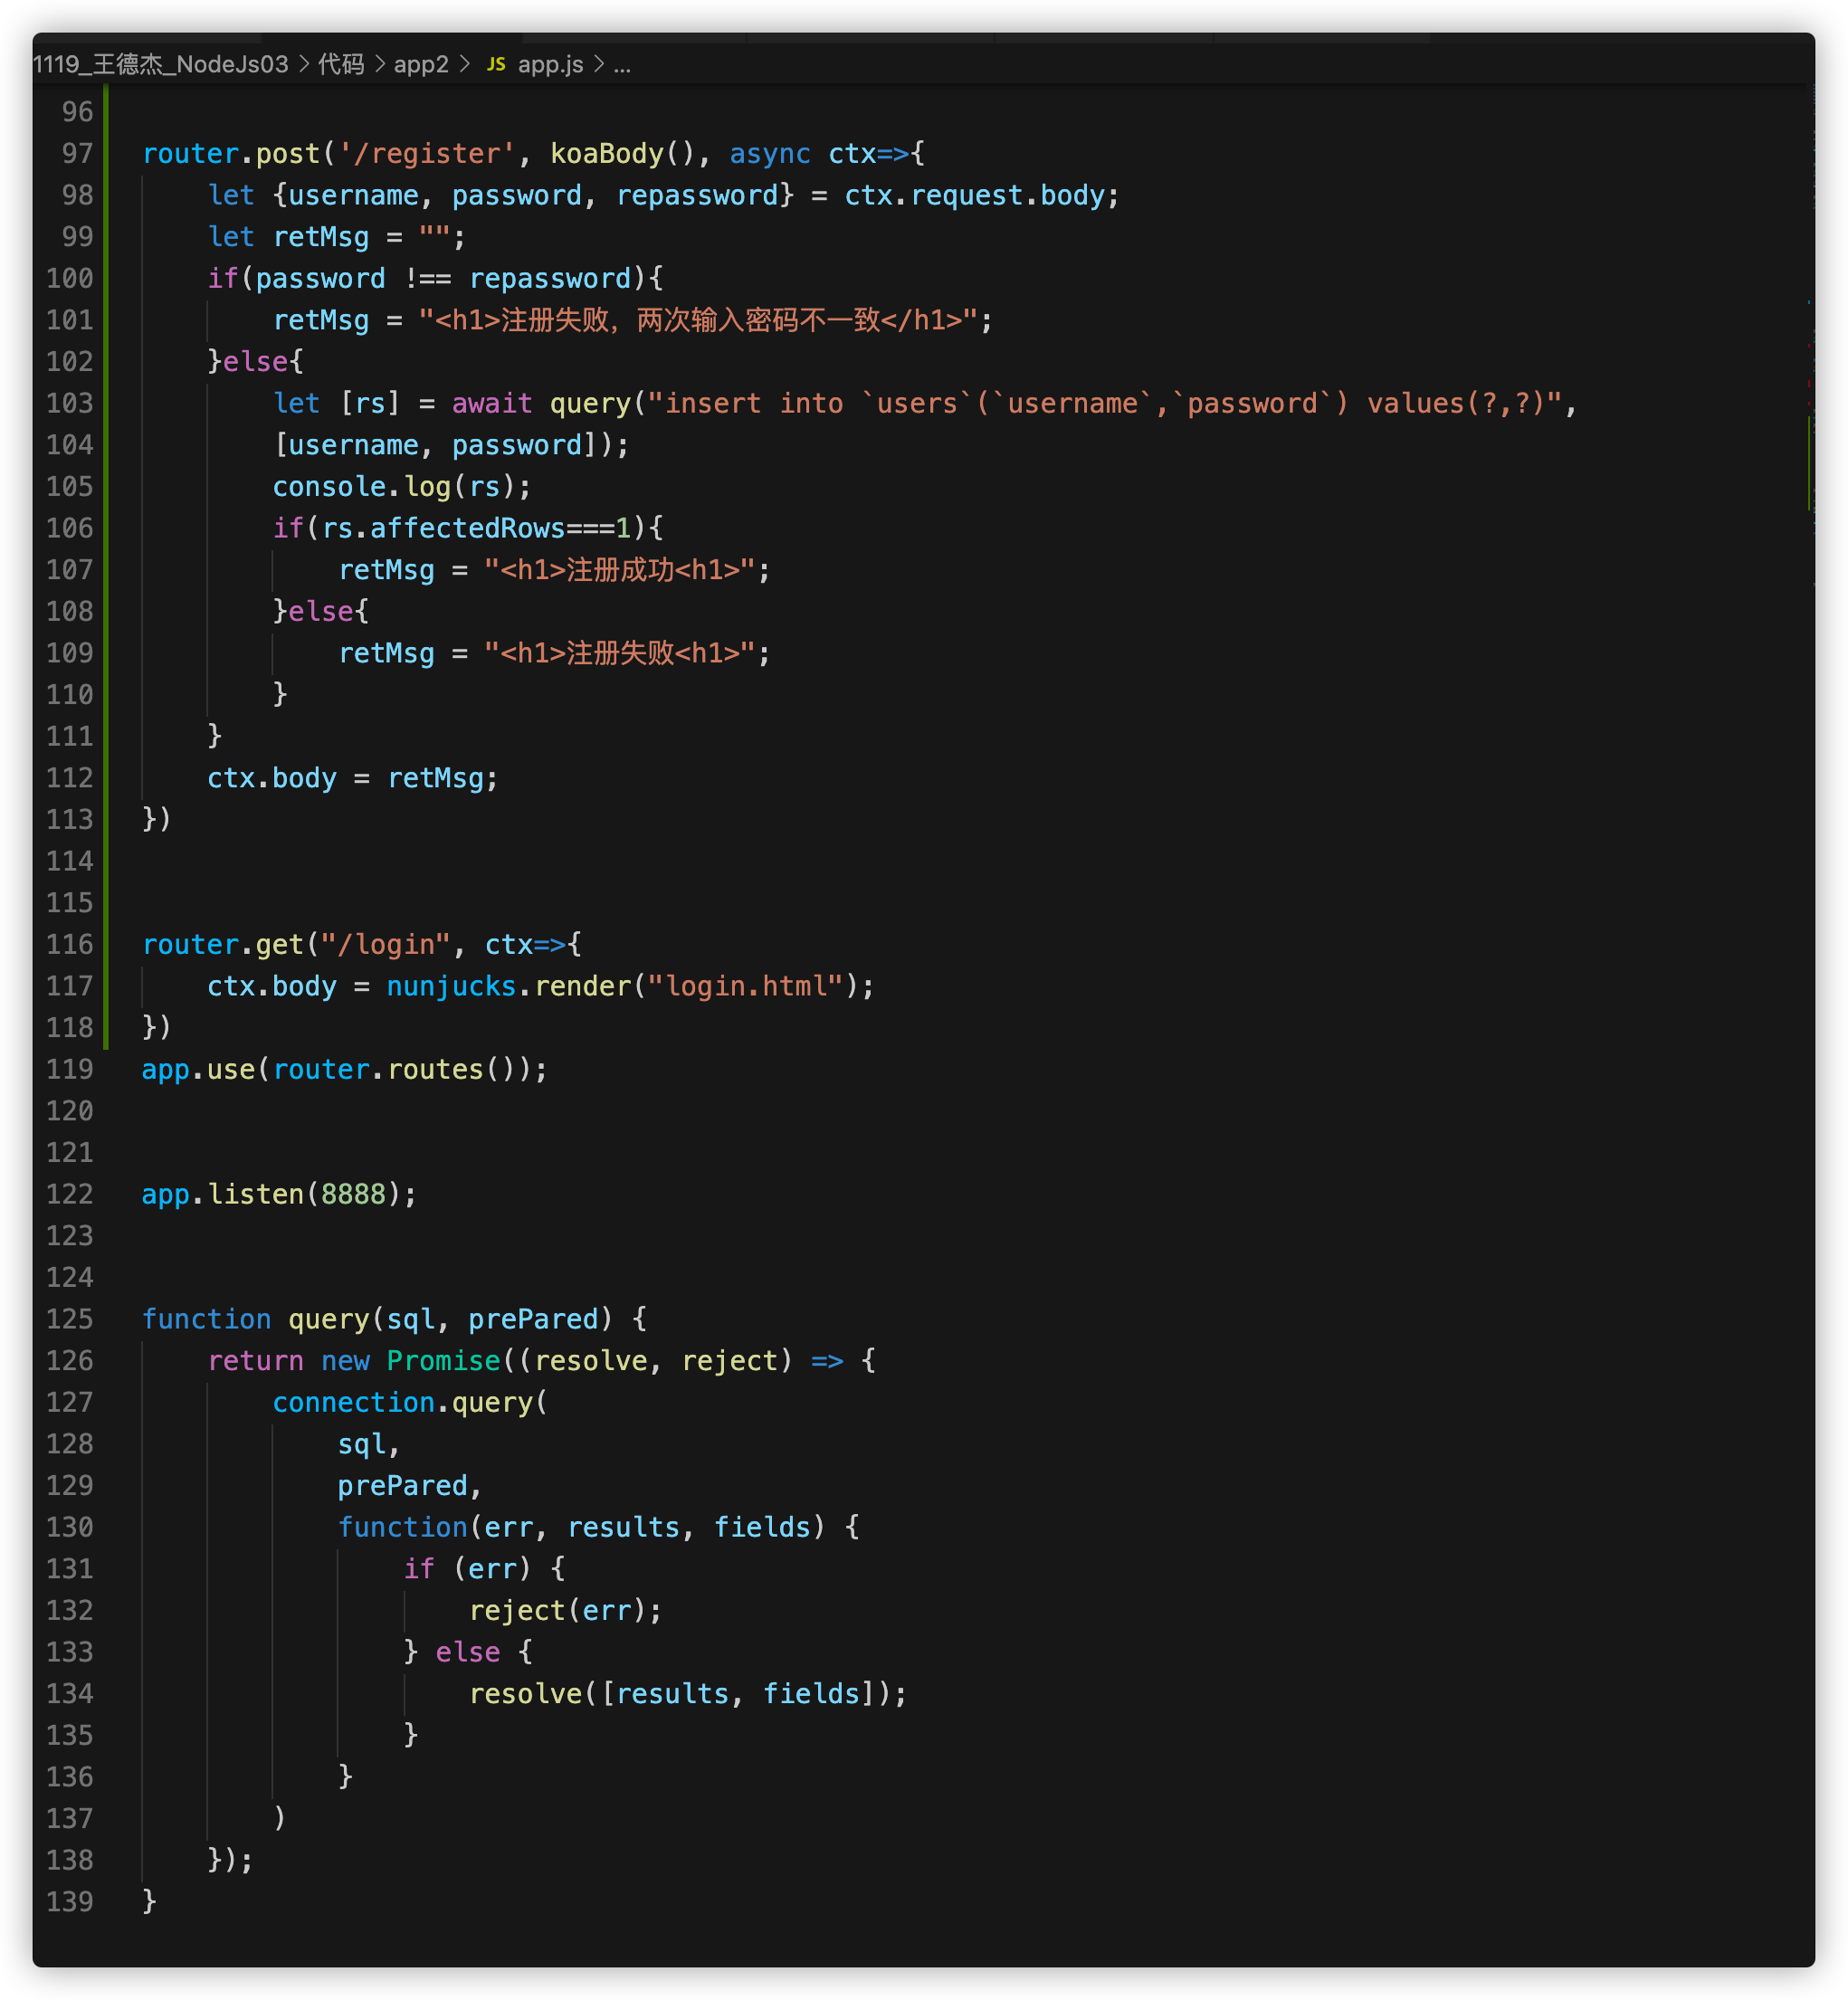 1119_王德杰_NodeJs03 > 代码 > app2 > JS app.js > ...
96
97 router.post('/register', koaBody(), async ctx=>{
98     let {username, password, repassword} = ctx.request.body;
99     let retMsg = "";
100     if(password !== repassword){
101         retMsg = "<h1>注册失败，两次输入密码不一致</h1>";
102     }else{
103         let [rs] = await query("insert into `users`(`username`,`password`) values(?,?)",
104         [username, password]);
105         console.log(rs);
106         if(rs.affectedRows===1){
107             retMsg = "<h1>注册成功<h1>";
108         }else{
109             retMsg = "<h1>注册失败<h1>";
110         }
111     }
112     ctx.body = retMsg;
113 })
114
115
116 router.get("/login", ctx=>{
117     ctx.body = nunjucks.render("login.html");
118 })
119 app.use(router.routes());
120
121
122 app.listen(8888);
123
124
125 function query(sql, prePared) {
126     return new Promise((resolve, reject) => {
127         connection.query(
128             sql,
129             prePared,
130             function(err, results, fields) {
131                 if (err) {
132                     reject(err);
133                 } else {
134                     resolve([results, fields]);
135                 }
136             }
137         )
138     });
139 }